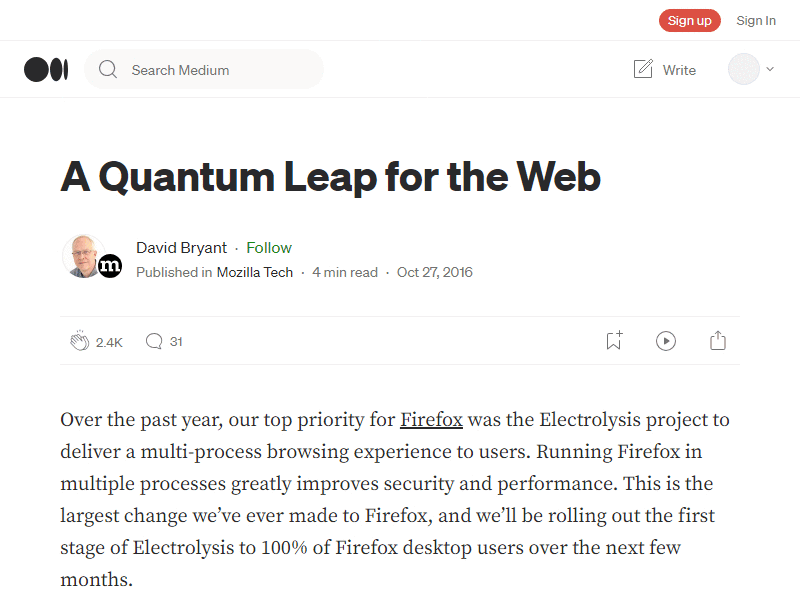 Sign up Sign In
Search Medium Write
A Quantum Leap for the Web
m
David Bryant · Follow
Published in Mozilla Tech · 4 min read · Oct 27, 2016
2.4K 31
Over the past year, our top priority for Firefox was the Electrolysis project to
deliver a multi-process browsing experience to users. Running Firefox in
multiple processes greatly improves security and performance. This is the
largest change we’ve ever made to Firefox, and we’ll be rolling out the first
stage of Electrolysis to 100% of Firefox desktop users over the next few
months.